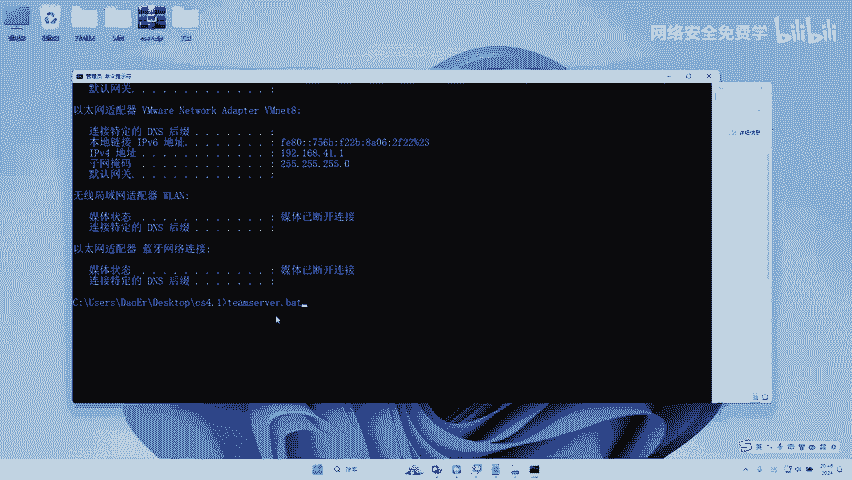 网络安全免费学 bilibili
管理员: 命令提示符
默认网关. . . . . . . . . . . . . :
以太网适配器 VMware Network Adapter VMnet8:
连接特定的 DNS 后缀 . . . . . . . :
本地链接 IPv6 地址. . . . . . . . : fe80::756b:f22b:8a06:2f22%23
IPv4 地址 . . . . . . . . . . . . : 192.168.41.1
子网掩码 . . . . . . . . . . . . : 255.255.255.0
默认网关. . . . . . . . . . . . . :
无线局域网适配器 WLAN:
媒体状态 . . . . . . . . . . . . : 媒体已断开连接
连接特定的 DNS 后缀 . . . . . . . :
以太网适配器 蓝牙网络连接:
媒体状态 . . . . . . . . . . . . : 媒体已断开连接
连接特定的 DNS 后缀 . . . . . . . :
C:\Users\DaoEr\Desktop\cs4.1>teamserver.bat